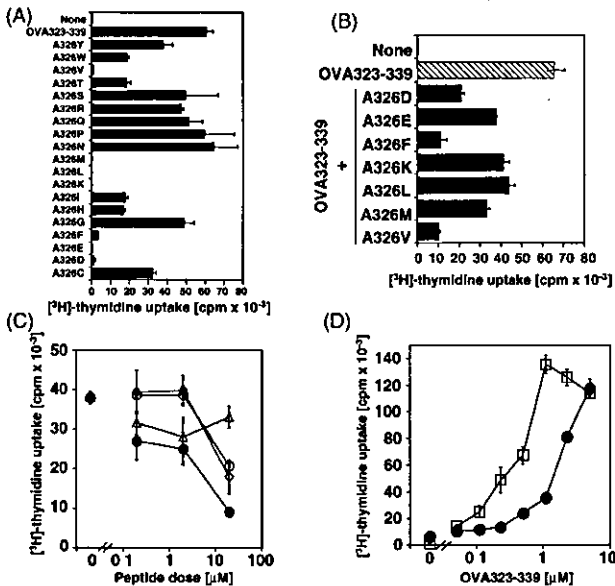 (A)
None
OVA323-339
A326Y
A326W
A326V
A326T
A326S
A326R
A326Q
A326P
A326N
A326M
A326L
A326K
A326I
A326H
A326G
A326F
A326E
A326D
A326C
0 10 20 30 40 50 60 70 80
[³H]-thymidine uptake [cpm x 10⁻³]
(B)
None
OVA323-339
OVA323-339
+
A326D
A326E
A326F
A326K
A326L
A326M
A326V
0 20 40 60 80
[³H]-thymidine uptake [cpm x 10⁻³]
(C)
[³H]-thymidine uptake [cpm x 10⁻³]
50
40
30
20
10
0
0 0 1 1 10 100
Peptide dose [μM]
(D)
[³H]-thymidine uptake [cpm x 10⁻³]
140
120
100
80
60
40
20
0
0 0 1 1 10
OVA323-339 [μM]